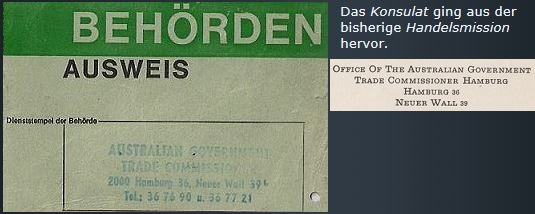 BEHÖRDEN
AUSWEIS
Dienststempel der Behörde
AUSTRALIAN GOVERNMENT
TRADE COMMISSION
2000 Hamburg 36, Neuer Wall 39
Tel.: 36 76 90 u. 36 77 21
Das Konsulat ging aus der
bisherige Handelsmission
hervor.
OFFICE OF THE AUSTRALIAN GOVERNMENT
TRADE COMMISSIONER HAMBURG
HAMBURG 36
NEUER WALL 39